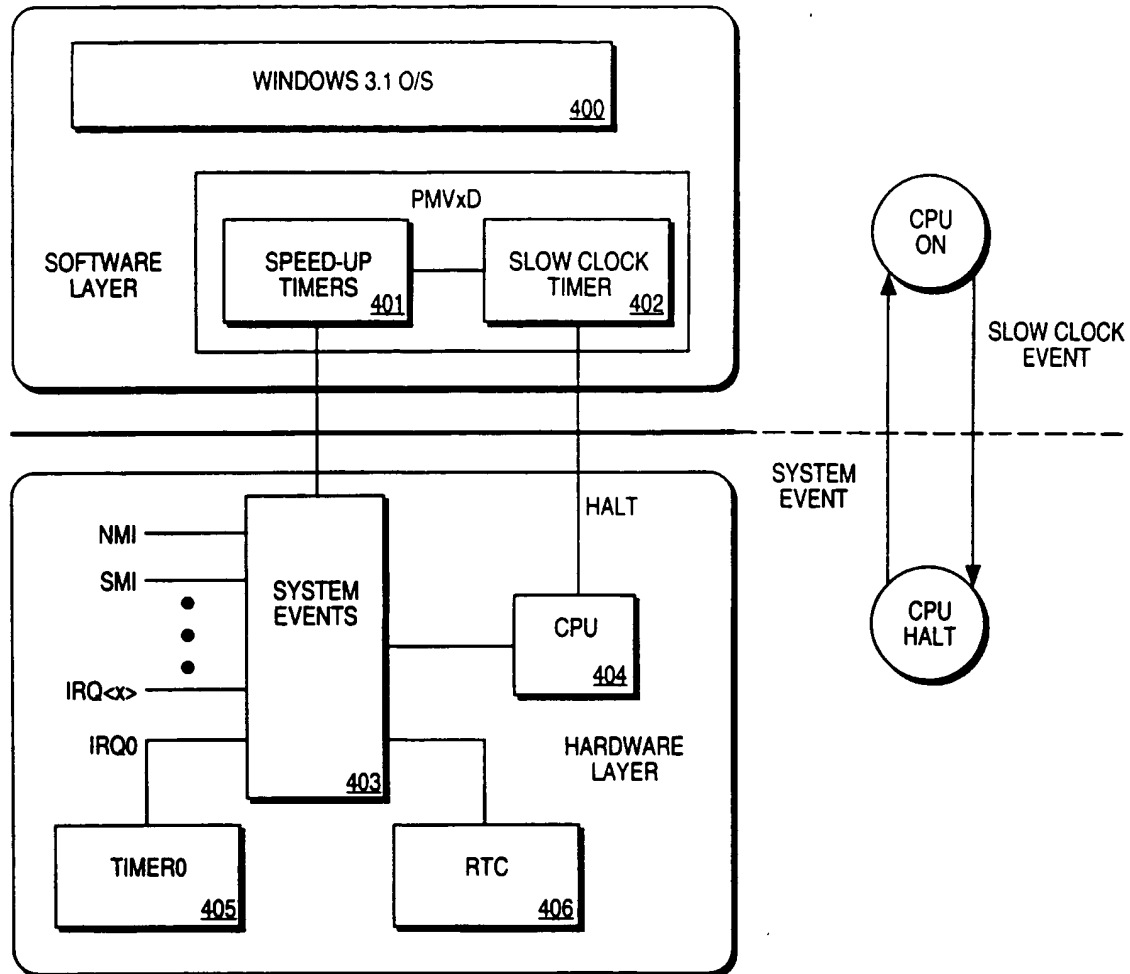 WINDOWS 3.1 O/S
400
PMVxD
SPEED-UP
TIMERS
401
SLOW CLOCK
TIMER
402
SOFTWARE
LAYER
CPU
ON
SLOW CLOCK
EVENT
SYSTEM
EVENT
CPU
HALT
NMI
SMI
IRQ<x>
IRQ0
SYSTEM
EVENTS
403
HALT
CPU
404
HARDWARE
LAYER
TIMER0
405
RTC
406